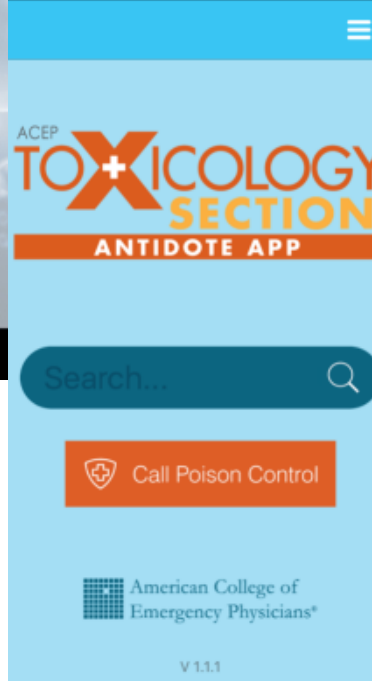 ACEP
TOXICOLOGY
SECTION
ANTIDOTE APP
Search...
Call Poison Control
American College of
Emergency Physicians®
V 1.1.1